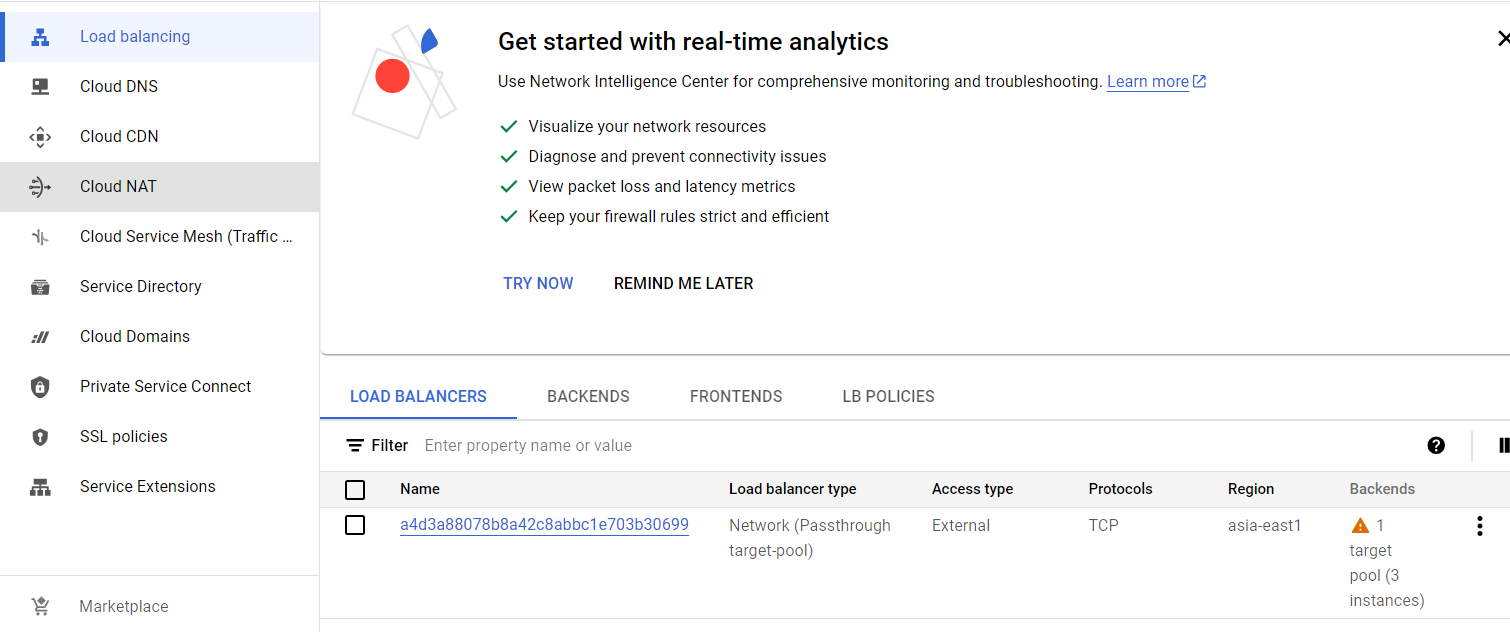 Load balancing
Cloud DNS
Cloud CDN
Cloud NAT
Cloud Service Mesh (Traffic ...
Service Directory
Cloud Domains
Private Service Connect
SSL policies
Service Extensions
Marketplace
Get started with real-time analytics
Use Network Intelligence Center for comprehensive monitoring and troubleshooting. Learn more
Visualize your network resources
Diagnose and prevent connectivity issues
View packet loss and latency metrics
Keep your firewall rules strict and efficient
TRY NOW REMIND ME LATER
LOAD BALANCERS BACKENDS FRONTENDS LB POLICIES
Filter Enter property name or value
Name Load balancer type Access type Protocols Region Backends
a4d3a88078b8a42c8abbc1e703b30699 Network (Passthrough External TCP asia-east1 1
target-pool) target
pool (3
instances)